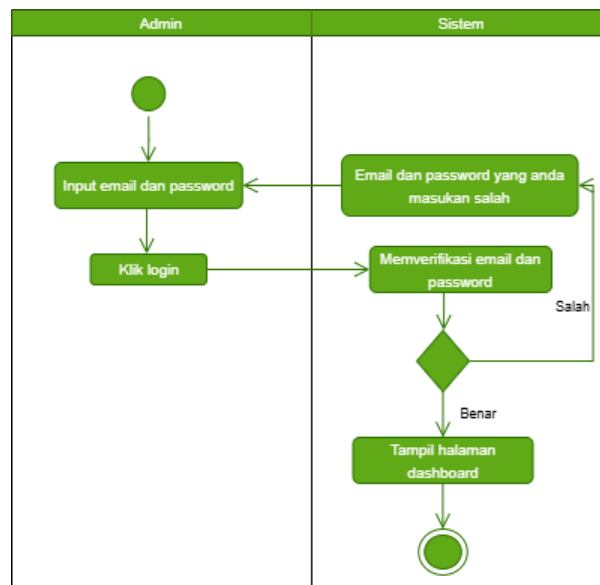 Admin
Sistem
Input email dan password
Email dan password yang anda
masukan salah
Klik login
Memverifikasi email dan
password
Salah
Benar
Tampil halaman
dashboard